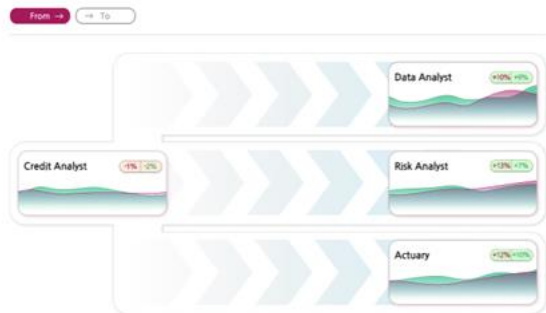 From →
→ To
Data Analyst +10% +8%
Credit Analyst -1% -2%
Risk Analyst +13% +7%
Actuary +12% +10%